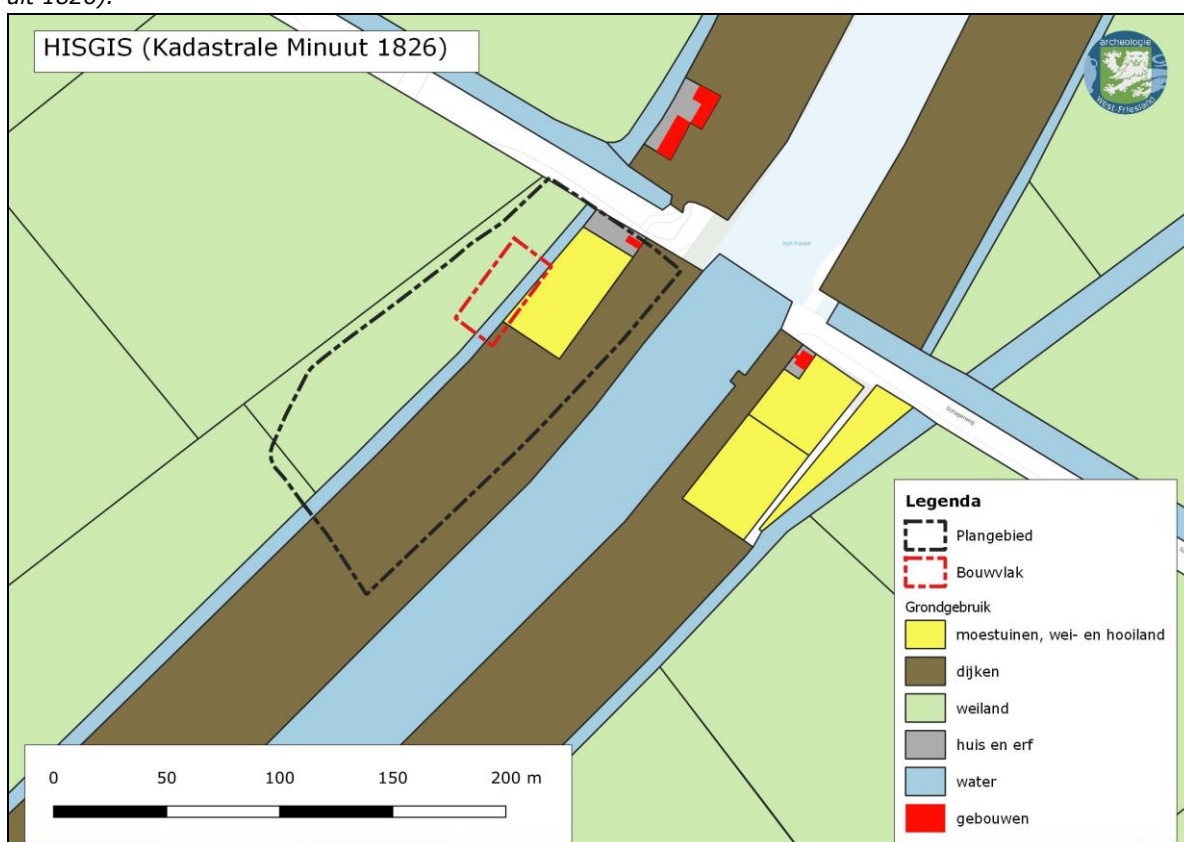 uit 1826).
HISGIS (Kadastrale Minuut 1826)
archeologie
West-Friesland
Schagerweg
Legenda
Plangebied
Bouwvlak
Grondgebruik
moestuinen, wei- en hooiland
dijken
weiland
huis en erf
water
gebouwen
0 50 100 150 200 m